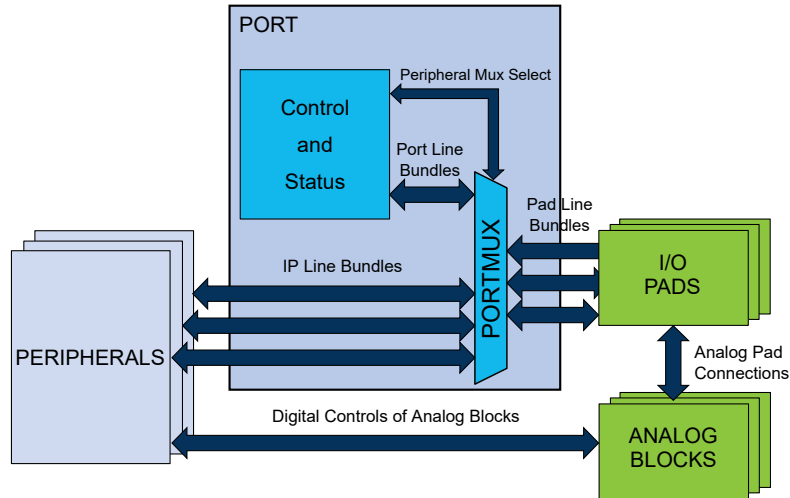 PORT
Peripheral Mux Select
Control
and
Status
Port Line
Bundles
Pad Line
Bundles
IP Line Bundles
PORTMUX
I/O
PADS
PERIPHERALS
Analog Pad
Connections
Digital Controls of Analog Blocks
ANALOG
BLOCKS